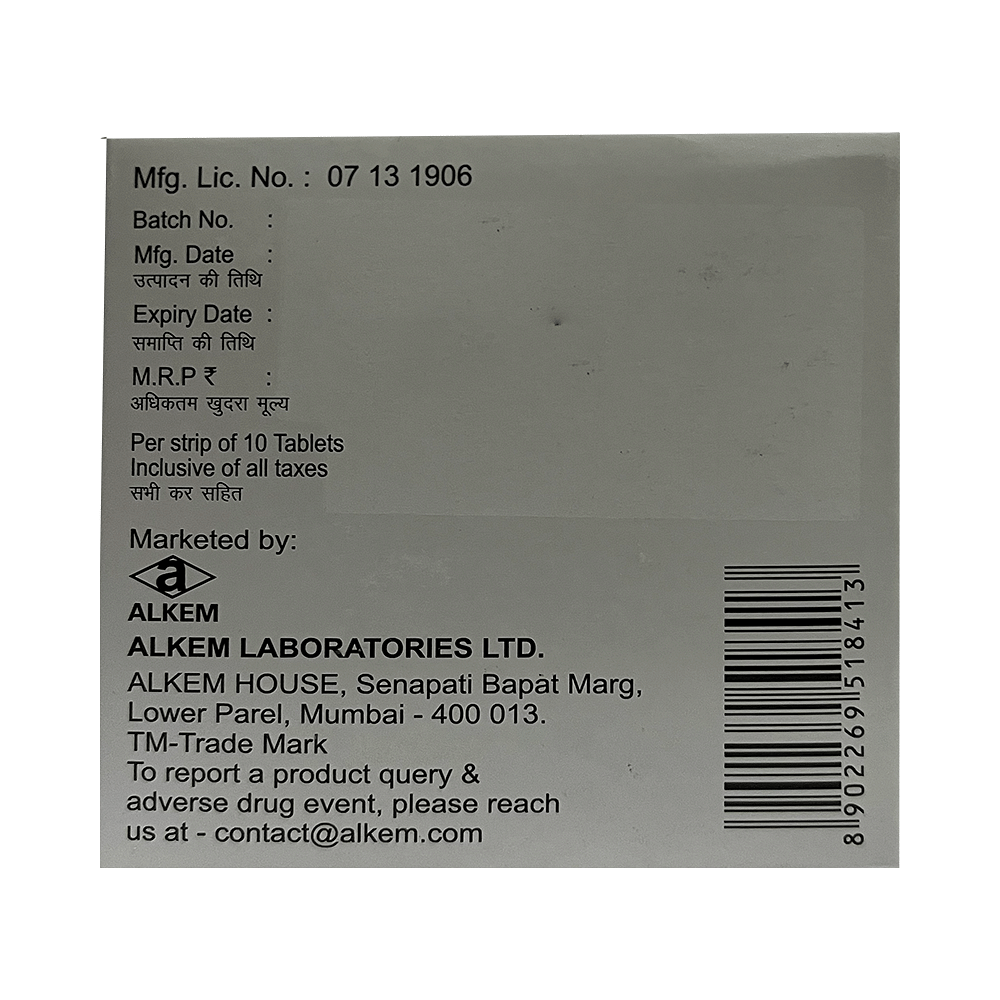 Mfg. Lic. No. : 07 13 1906
Batch No. :
Mfg. Date :
उत्पादन की तिथि
Expiry Date :
समाप्ति की तिथि
M.R.P ₹ :
अधिकतम खुदरा मूल्य
Per strip of 10 Tablets
Inclusive of all taxes
सभी कर सहित
Marketed by:
a
ALKEM
ALKEM LABORATORIES LTD.
ALKEM HOUSE, Senapati Bapat Marg,
Lower Parel, Mumbai - 400 013.
TM-Trade Mark
To report a product query &
adverse drug event, please reach
us at - contact@alkem.com
8 902269 518413